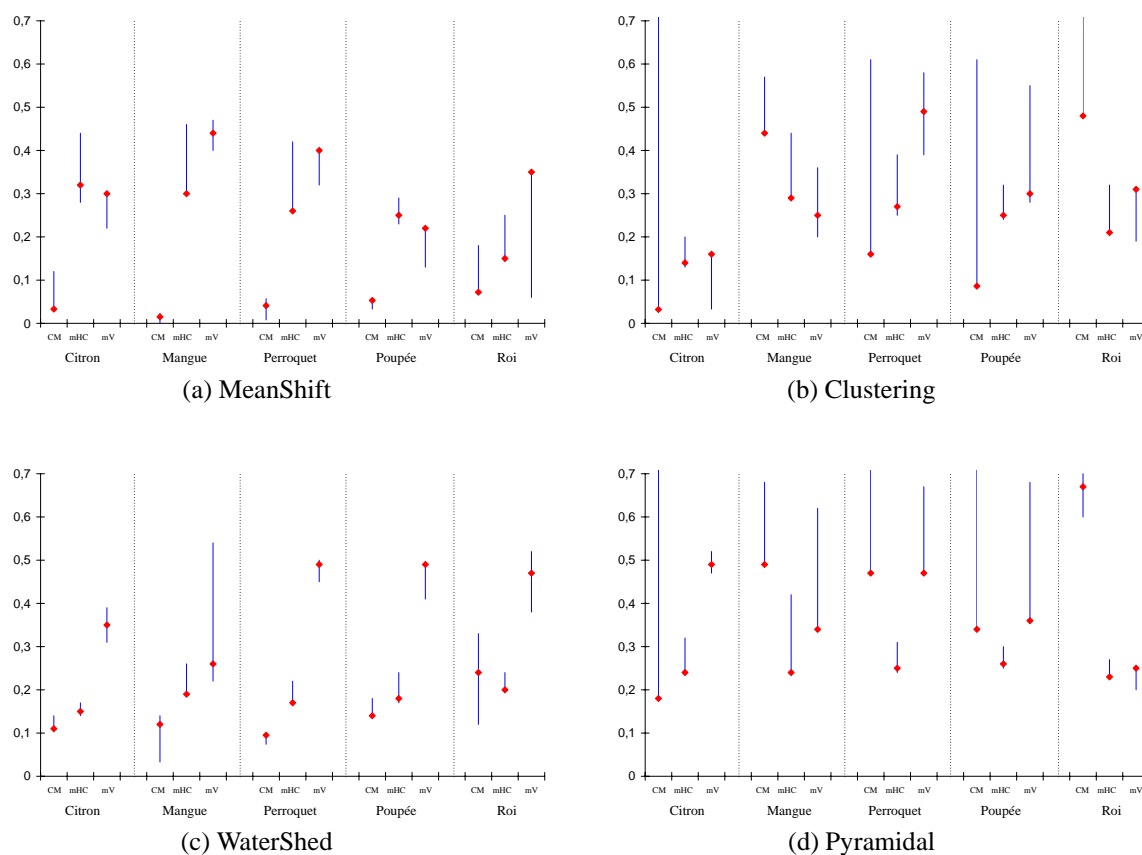 0,7
0,6
0,5
0,4
0,3
0,2
0,1
0
CM mHC mV CM mHC mV CM mHC mV CM mHC mV CM mHC mV
Citron Mangue Perroquet Poupée Roi
(a) MeanShift
0,7
0,6
0,5
0,4
0,3
0,2
0,1
0
CM mHC mV CM mHC mV CM mHC mV CM mHC mV CM mHC mV
Citron Mangue Perroquet Poupée Roi
(b) Clustering
0,7
0,6
0,5
0,4
0,3
0,2
0,1
0
CM mHC mV CM mHC mV CM mHC mV CM mHC mV CM mHC mV
Citron Mangue Perroquet Poupée Roi
(c) WaterShed
0,7
0,6
0,5
0,4
0,3
0,2
0,1
0
CM mHC mV CM mHC mV CM mHC mV CM mHC mV CM mHC mV
Citron Mangue Perroquet Poupée Roi
(d) Pyramidal